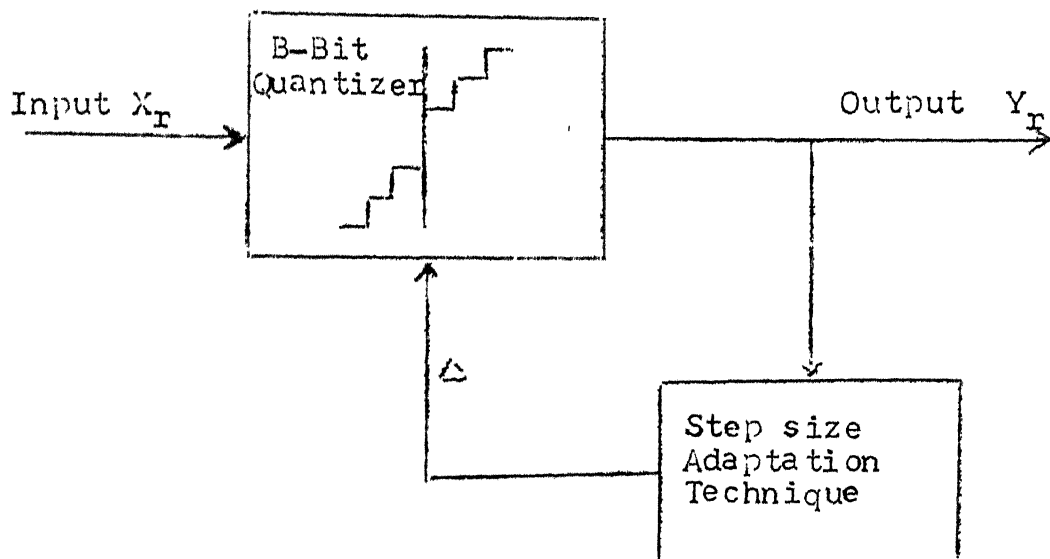 B-Bit
Quantizer
Input X_r
Output Y_r
Δ
Step size
Adaptation
Technique